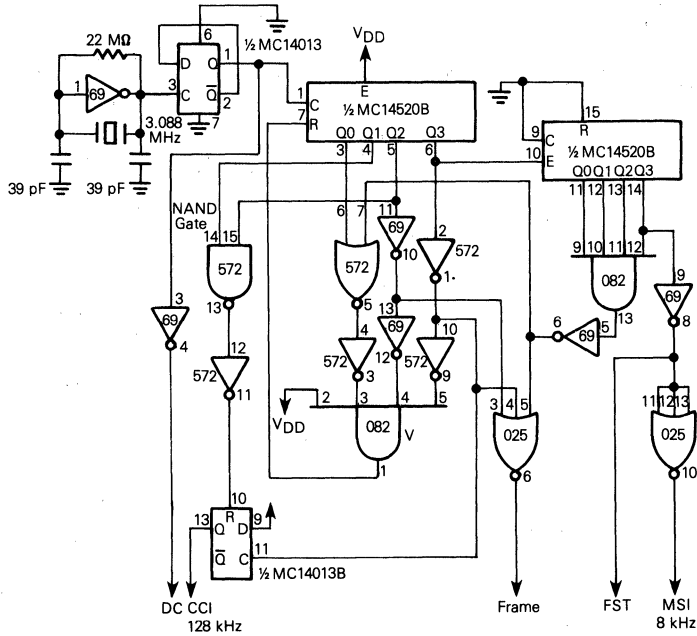 22 MΩ
1
69
3.088
MHz
39 pF
39 pF
3
6
D
Q
1
C
Q̅
2
7
½ MC14013
VDD
E
1
C
7
R
½ MC14520B
Q0
Q1
Q2
Q3
3
4
5
6
15
R
9
C
10
E
½ MC14520B
Q0
Q1
Q2
Q3
11
12
13
14
NAND
Gate
14
15
572
13
6
7
572
5
11
69
10
2
572
1
9
10
11
12
082
13
9
69
8
6
69
5
3
69
4
12
572
11
4
572
3
13
69
12
10
572
9
VDD
2
3
4
5
082
V
1
3
4
5
025
6
11
12
13
025
10
10
13
Q
R
D
9
Q̅
C
11
½ MC14013B
DC
CCI
128 kHz
Frame
FST
MSI
8 kHz